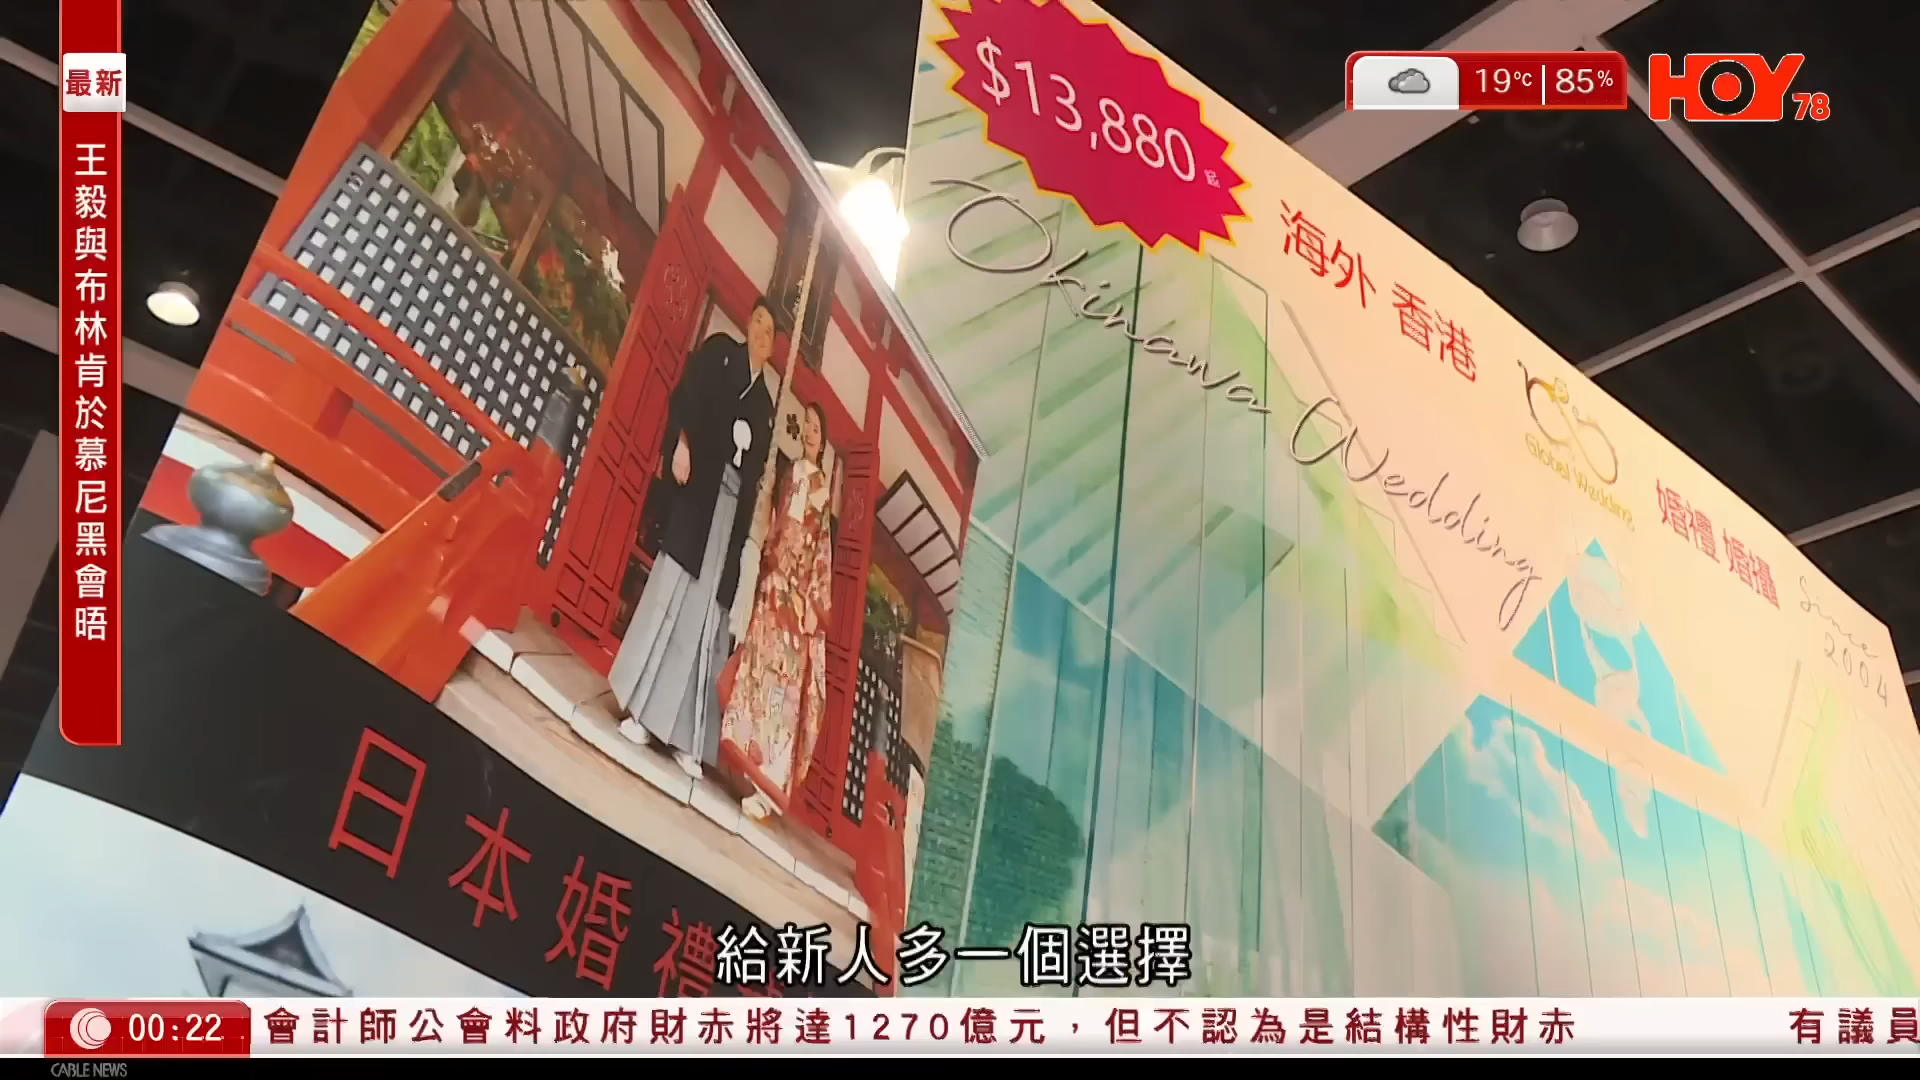 最新
王毅與布林肯於慕尼黑會晤
19°C 85%
HOY 78
$13,880起
海外 香港
Okinawa Wedding
Global Wedding
婚禮 婚攝
Since 2004
日本婚禮
給新人多一個選擇
00:22
會計師公會料政府財赤將達1270億元，但不認為是結構性財赤
有議員
CABLE NEWS